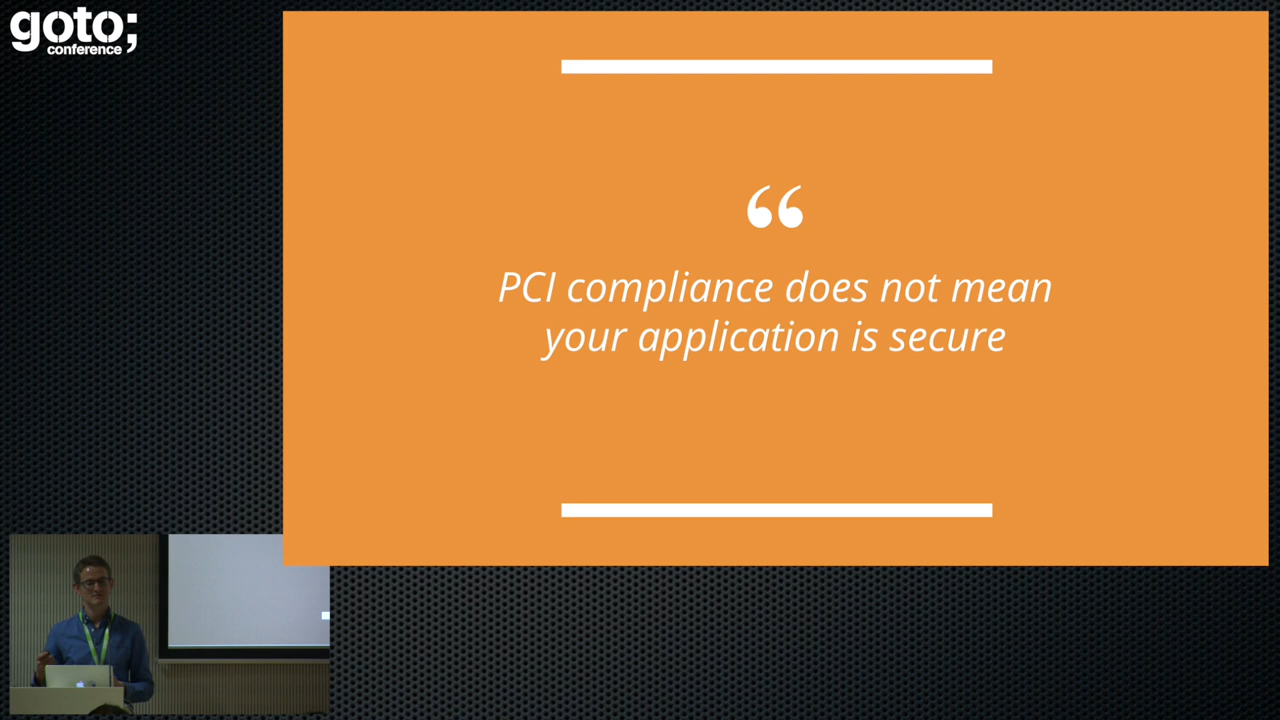 goto;
conference
“
PCI compliance does not mean
your application is secure